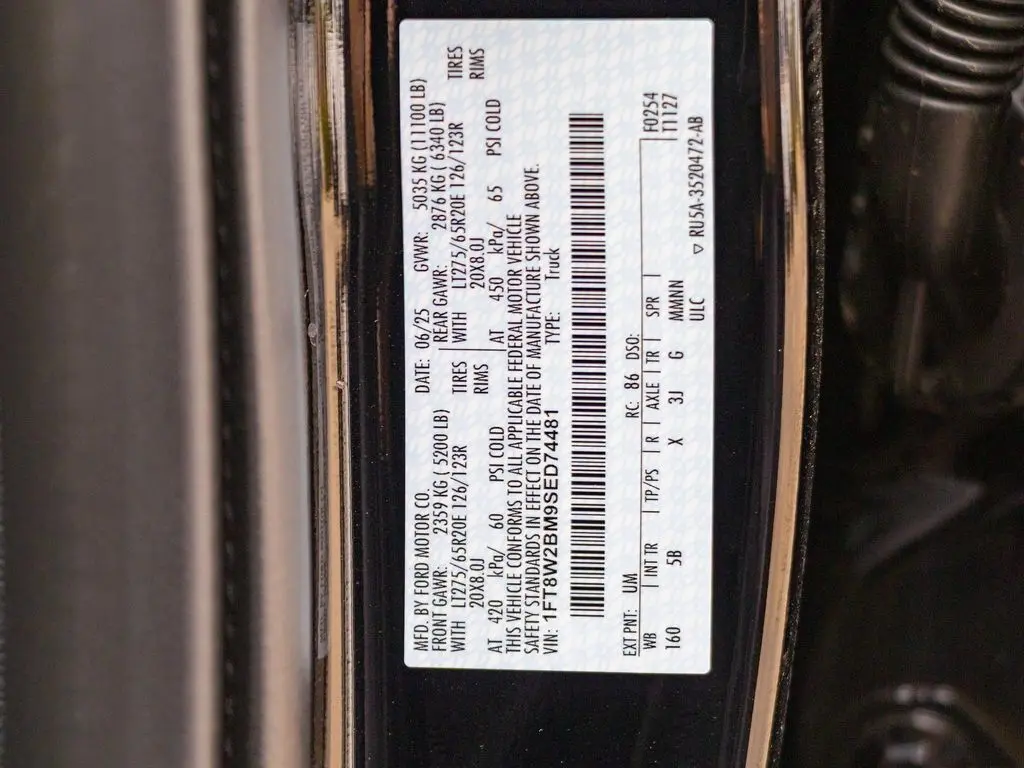 MFD. BY FORD MOTOR CO. DATE: 06/25 GVWR: 5035 KG (11100 LB)
FRONT GAWR: 2359 KG ( 5200 LB) REAR GAWR: 2876 KG ( 6340 LB)
WITH LT275/65R20E 126/123R TIRES WITH LT275/65R20E 126/123R TIRES
20X8.0J RIMS 20X8.0J RIMS
AT 420 kPa/ 60 PSI COLD AT 450 kPa/ 65 PSI COLD
THIS VEHICLE CONFORMS TO ALL APPLICABLE FEDERAL MOTOR VEHICLE
SAFETY STANDARDS IN EFFECT ON THE DATE OF MANUFACTURE SHOWN ABOVE.
VIN: 1FT8W2BM9SED74481 TYPE: Truck
EXT PNT: UM RC: 86 DSO: F0254
WB | INT TR | TP/PS | R | AXLE | TR | SPR | T1127
160 5B X 3J G MMNN
ULC ▽ RU5A-3520472-AB